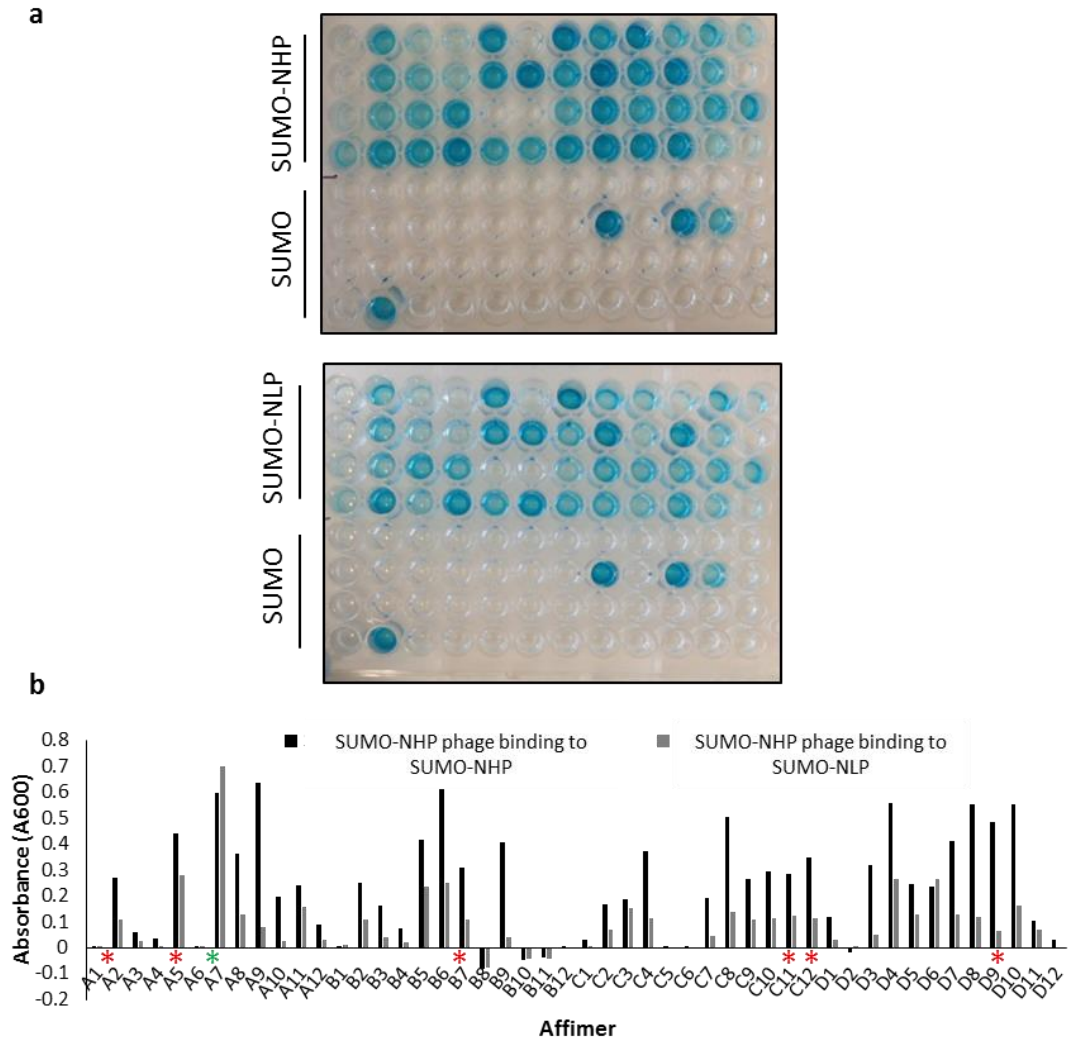 a
SUMO-NHP
SUMO
SUMO-NLP
SUMO
b
SUMO-NHP phage binding to
SUMO-NHP
SUMO-NHP phage binding to
SUMO-NLP
Absorbance (A600)
0.8
0.7
0.6
0.5
0.4
0.3
0.2
0.1
0
-0.1
-0.2
A1 A2 A3 A4 A5 A6 A7 A8 A9 A10 A11 A12 B1 B2 B3 B4 B5 B6 B7 B8 B9 B10 B11 B12 C1 C2 C3 C4 C5 C6 C7 C8 C9 C10 C11 C12 D1 D2 D3 D4 D5 D6 D7 D8 D9 D10 D11 D12
* * * * * * *
Affimer